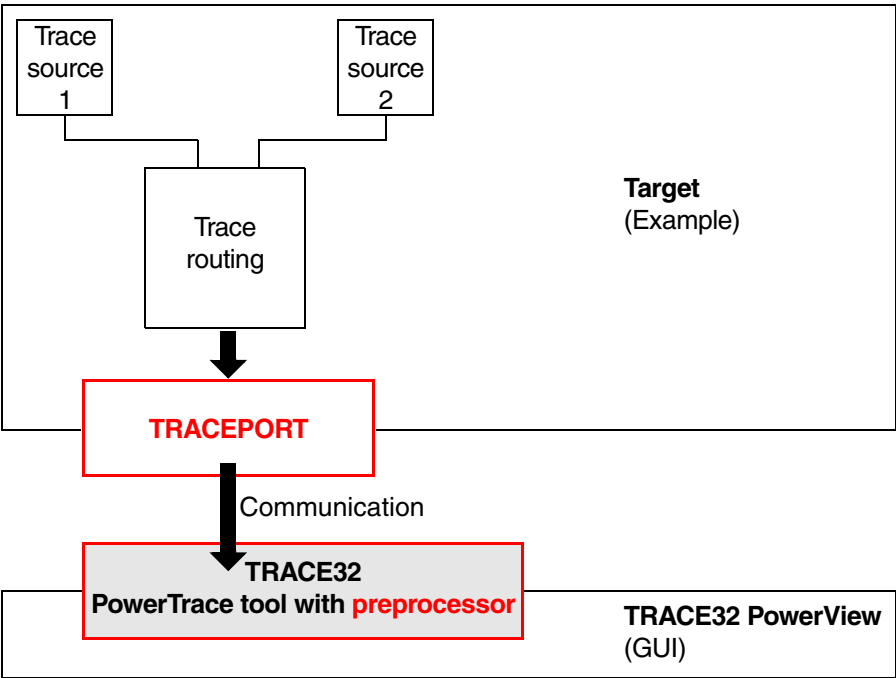 Trace
source
1
Trace
source
2
Trace
routing
Target
(Example)
TRACEPORT
Communication
TRACE32
PowerTrace tool with preprocessor
TRACE32 PowerView
(GUI)